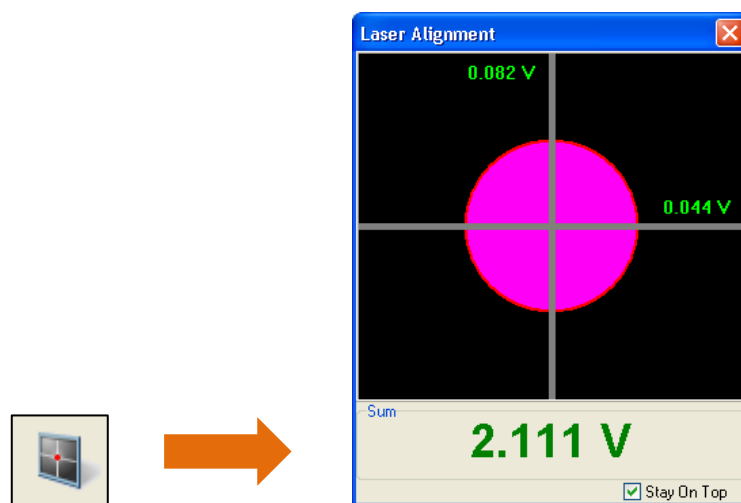 Laser Alignment
0.082 V
0.044 V
Sum
2.111 V
Stay On Top